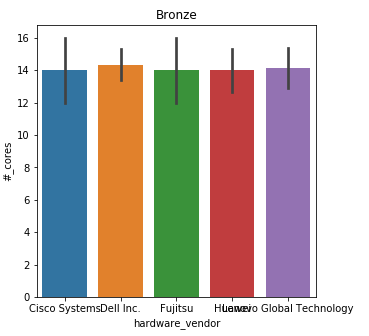 Bronze
16
14
12
10
8
6
4
2
0
#_cores
Cisco Systems Dell Inc. Fujitsu Huawei Lenovo Global Technology
hardware_vendor